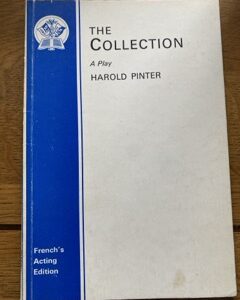 THE
COLLECTION
A Play
HAROLD PINTER
French's
Acting
Edition